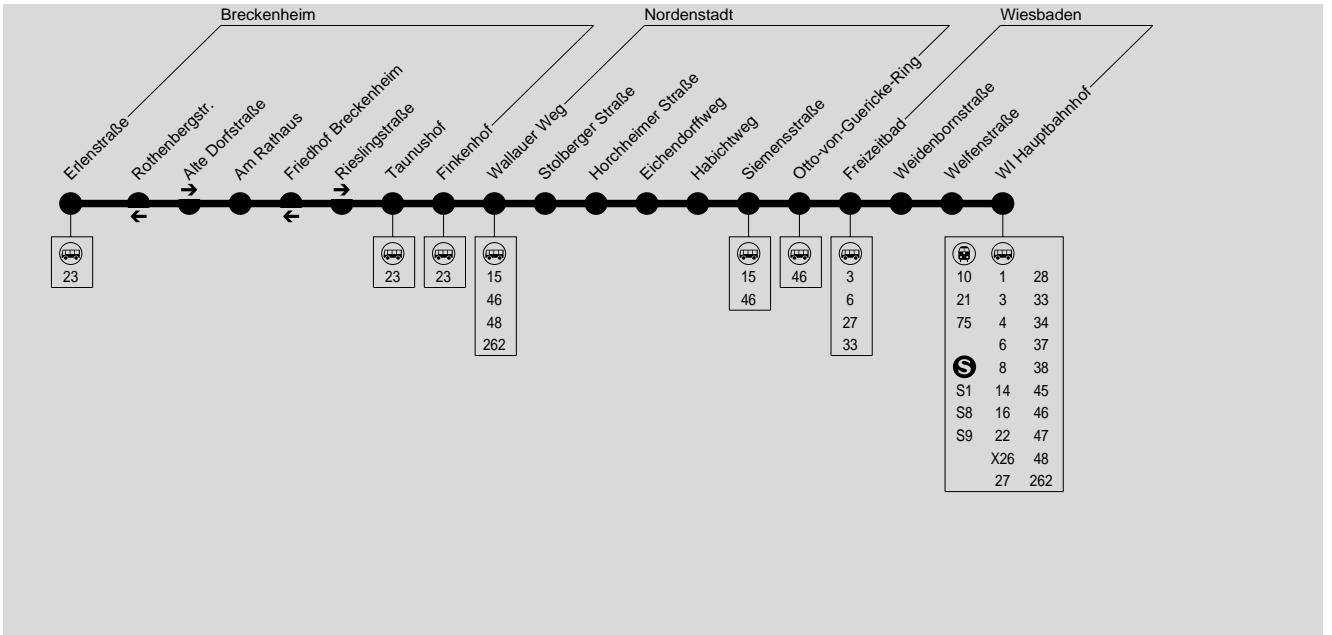 Breckenheim
Nordenstadt
Wiesbaden
Erlenstraße
Rothenbergstr.
Alte Dorfstraße
Am Rathaus
Friedhof Breckenheim
Rieslingstraße
Taunushof
Finkenhof
Wallauer Weg
Stolberger Straße
Horchheimer Straße
Eichendorffweg
Habichtweg
Siemensstraße
Otto-von-Guericke-Ring
Freizeitbad
Weidenbornstraße
Welfenstraße
WI Hauptbahnhof
23
23
23
15
46
48
262
15
46
46
3
6
27
33
10 1 28
21 3 33
75 4 34
6 37
S 8 38
S1 14 45
S8 16 46
S9 22 47
X26 48
27 262